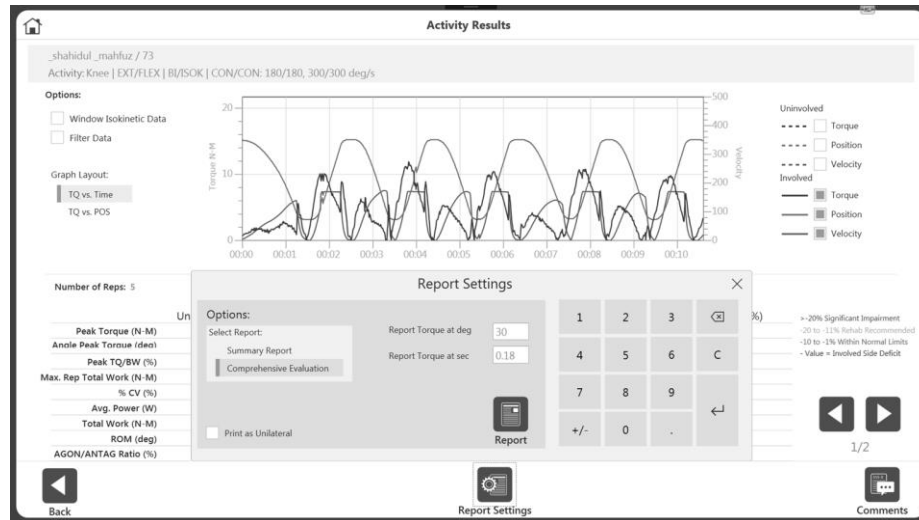 Activity Results
_shahidul _mahfuz / 73
Activity: Knee | EXT/FLEX | BI/ISOK | CON/CON: 180/180, 300/300 deg/s
Options:
Window Isokinetic Data
Filter Data
Graph Layout:
TQ vs. Time
TQ vs. POS
Torque N-M
20
10
0
00:00 00:01 00:02 00:03 00:04 00:05 00:06 00:07 00:08 00:09 00:10
500
400
300
200
100
0
Velocity
Uninvolved
Torque
Position
Velocity
Involved
Torque
Position
Velocity
Number of Reps: 5
Un
%)
Peak Torque (N-M)
Angle Peak Torque (deg)
Peak TQ/BW (%)
Max. Rep Total Work (N-M)
% CV (%)
Avg. Power (W)
Total Work (N-M)
ROM (deg)
AGON/ANTAG Ratio (%)
Report Settings
Options:
Select Report:
Summary Report
Comprehensive Evaluation
Print as Unilateral
Report Torque at deg 30
Report Torque at sec 0.18
Report
1 2 3
4 5 6 C
7 8 9
+/- 0 .
>-20% Significant Impairment
-20 to -11% Rehab Recommended
-10 to -1% Within Normal Limits
- Value = Involved Side Deficit
1/2
Back
Report Settings
Comments